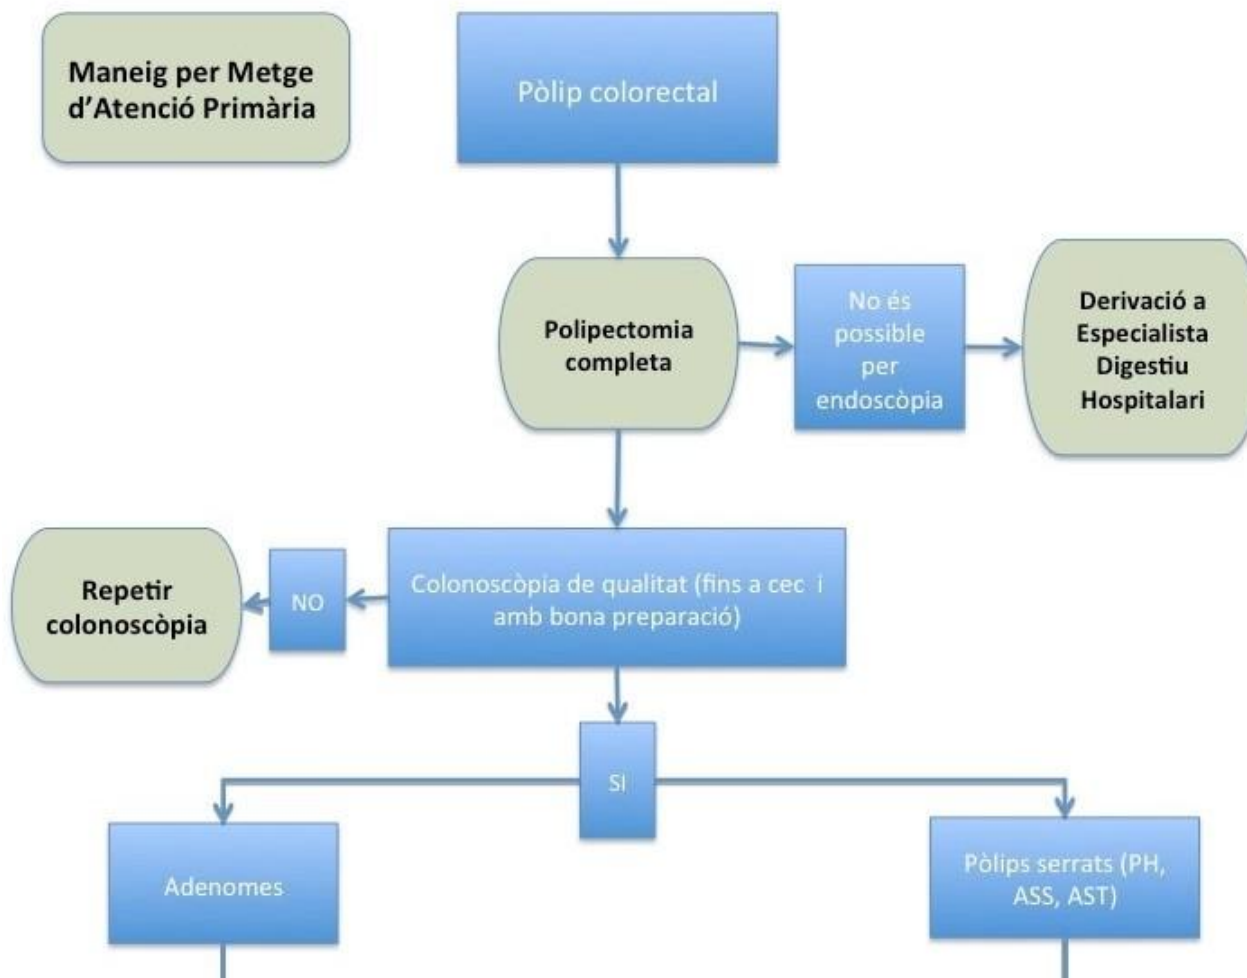 Maneig per Metge
d'Atenció Primària
Pòlip colorectal
Polipectomia
completa
No és
possible
per
endoscòpia
Derivació a
Especialista
Digestiu
Hospitalari
Repetir
colonoscòpia
NO
Colonoscòpia de qualitat (fins a cec i
amb bona preparació)
SI
Adenomes
Pòlips serrats (PH,
ASS, AST)